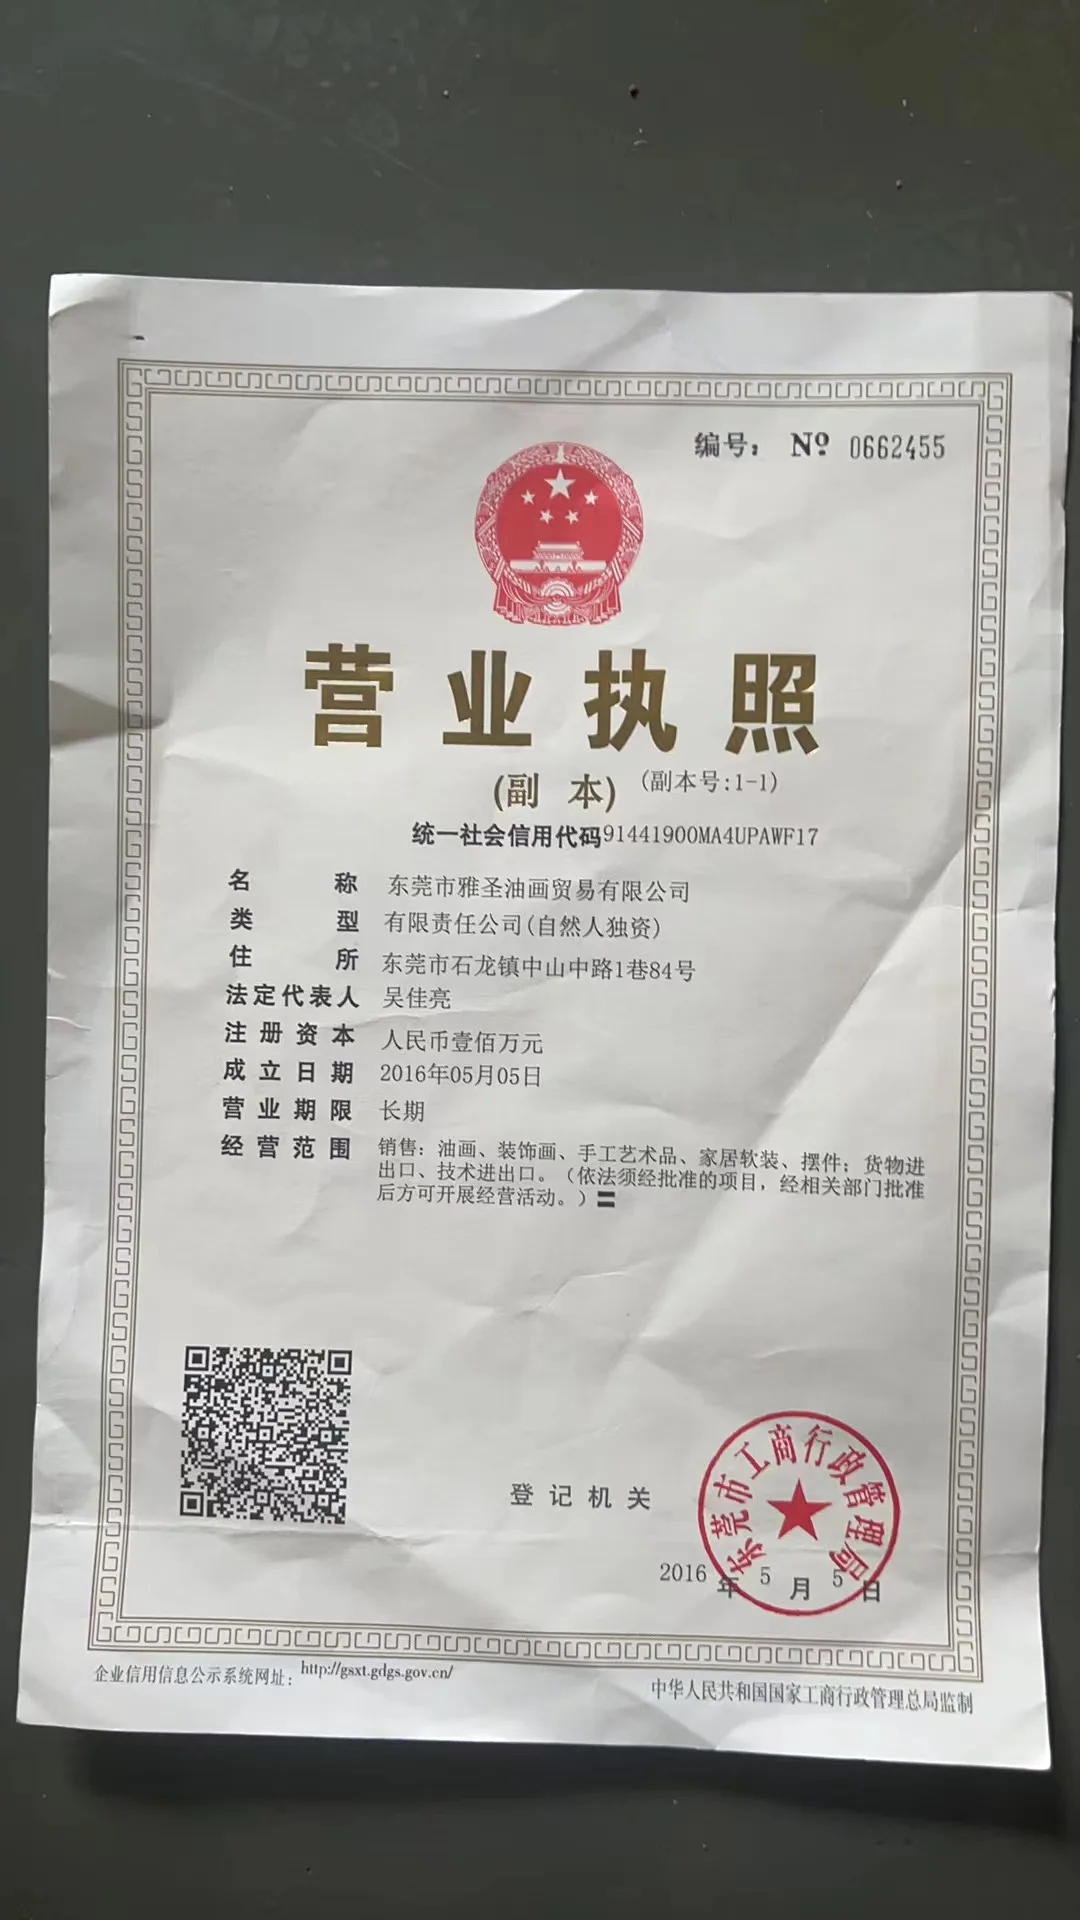 编号： Nº 0662455
营业执照
(副 本) (副本号:1-1)
统一社会信用代码91441900MA4UPAWF17
名 称 东莞市雅圣油画贸易有限公司
类 型 有限责任公司(自然人独资)
住 所 东莞市石龙镇中山中路1巷84号
法定代表人 吴佳亮
注册资本 人民币壹佰万元
成立日期 2016年05月05日
营业期限 长期
经营范围 销售：油画、装饰画、手工艺术品、家居软装、摆件；货物进
出口、技术进出口。（依法须经批准的项目，经相关部门批准
后方可开展经营活动。）〓
登记机关
东莞市工商行政管理局
2016 年 5 月 5 日
企业信用信息公示系统网址： http://gsxt.gdgs.gov.cn/
中华人民共和国国家工商行政管理总局监制